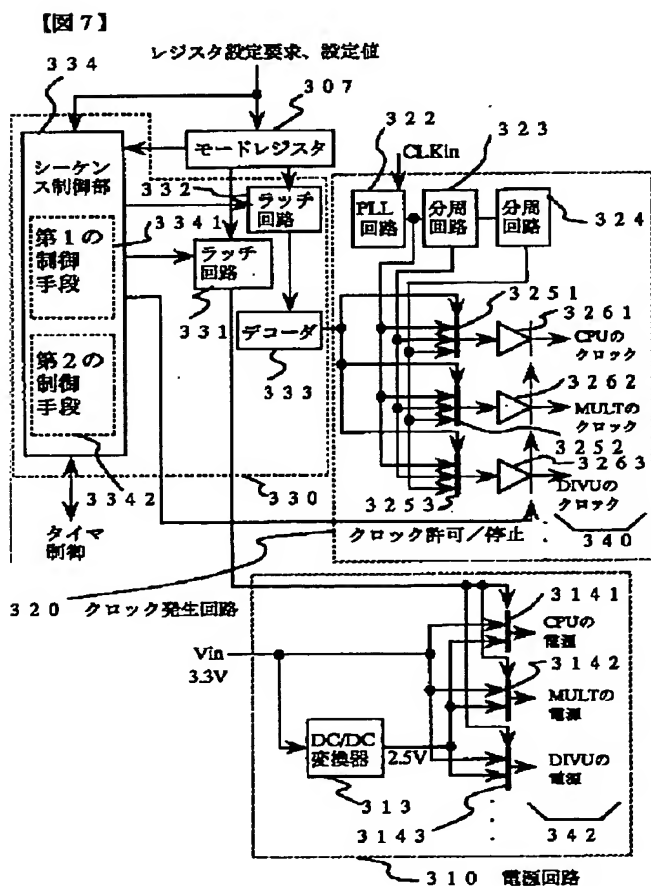 【図7】
レジスタ設定要求、設定値
334
307
モードレジスタ
シーケンス制御部
332
ラッチ回路
第1の制御手段
3341
ラッチ回路
331
デコーダ
333
第2の制御手段
3342
330
タイマ制御
322
CLKin
323
PLL回路
分周回路
分周回路
324
3251
3261
CPUのクロック
3262
MULTのクロック
3252
3263
3253
DIVUのクロック
クロック許可/停止
340
320 クロック発生回路
Vin
3.3V
DC/DC変換器
2.5V
313
3141
CPUの電源
3142
MULTの電源
DIVUの電源
3143
342
310 電源回路